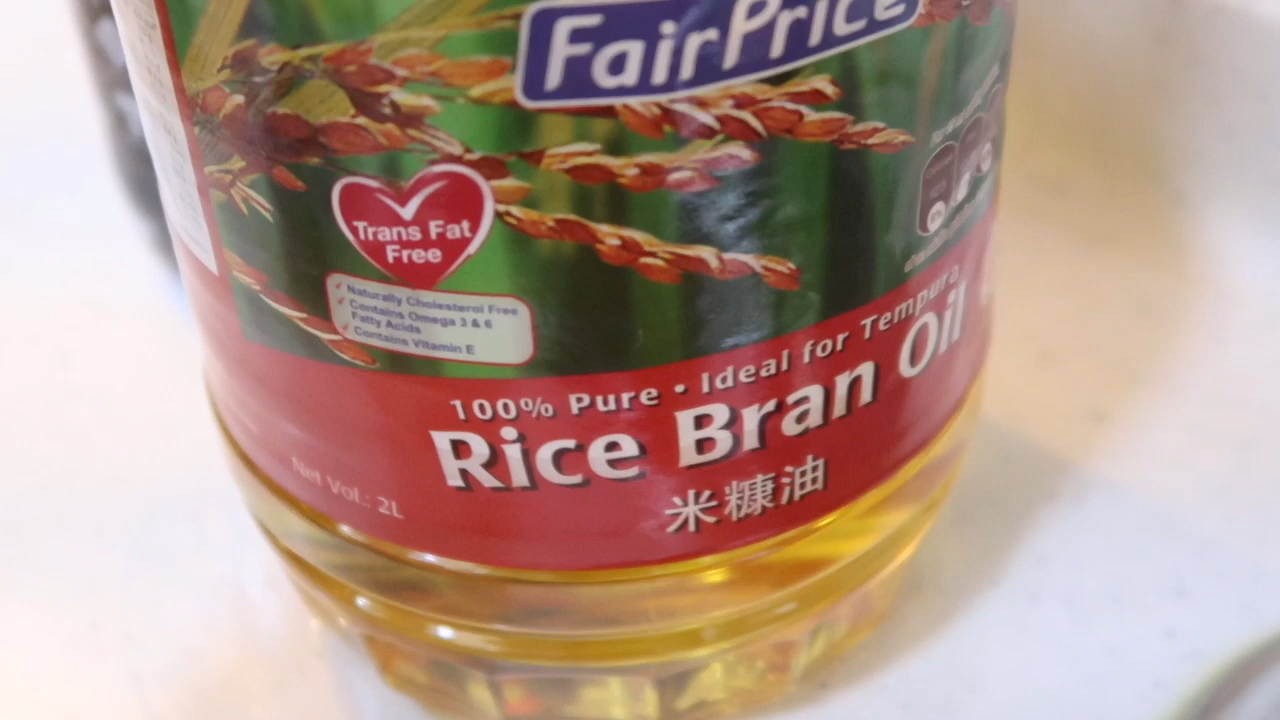 FairPrice
Trans Fat
Free
Naturally Cholesterol Free
Contains Omega 3 & 6
Fatty Acids
Contains Vitamin E
100% Pure • Ideal for Tempura
Rice Bran Oil
米糠油
Net Vol.: 2L